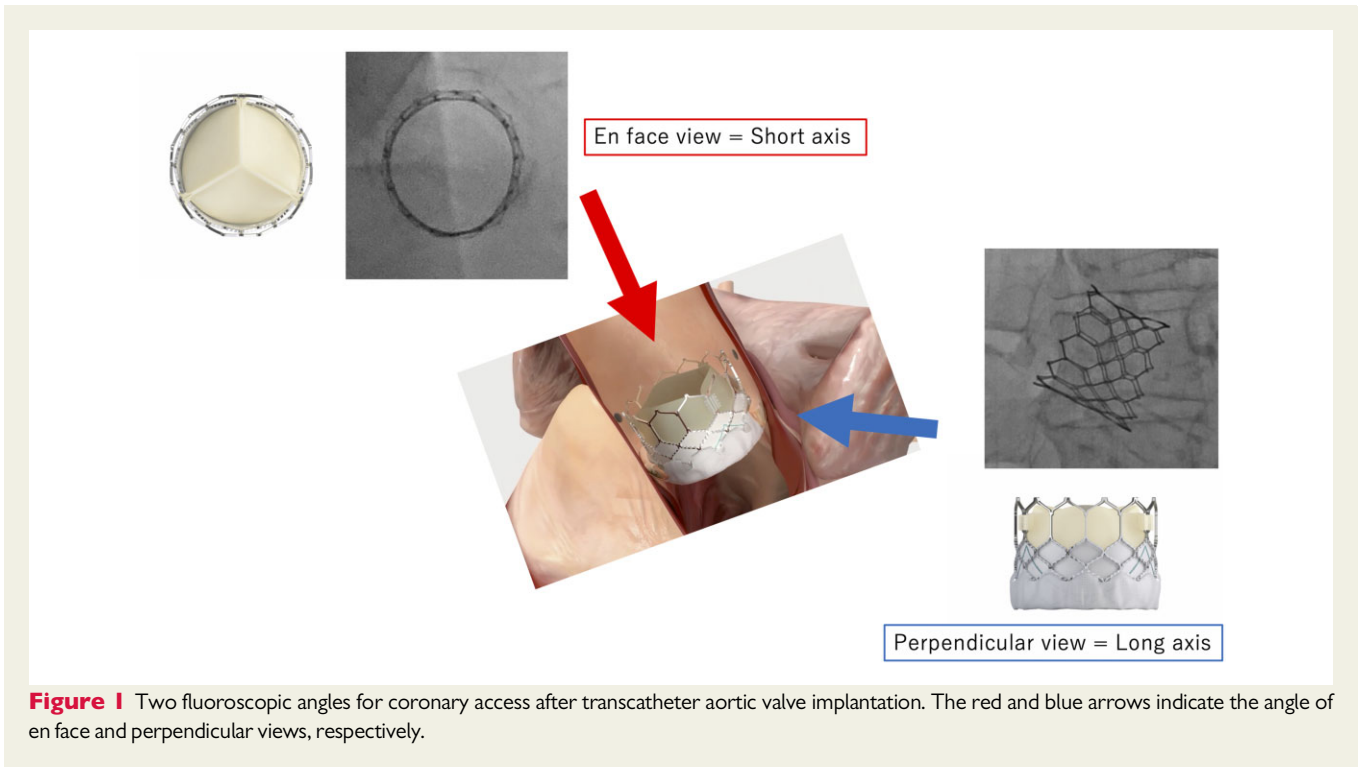 En face view = Short axis
Perpendicular view = Long axis
Figure 1 Two fluoroscopic angles for coronary access after transcatheter aortic valve implantation. The red and blue arrows indicate the angle of
en face and perpendicular views, respectively.